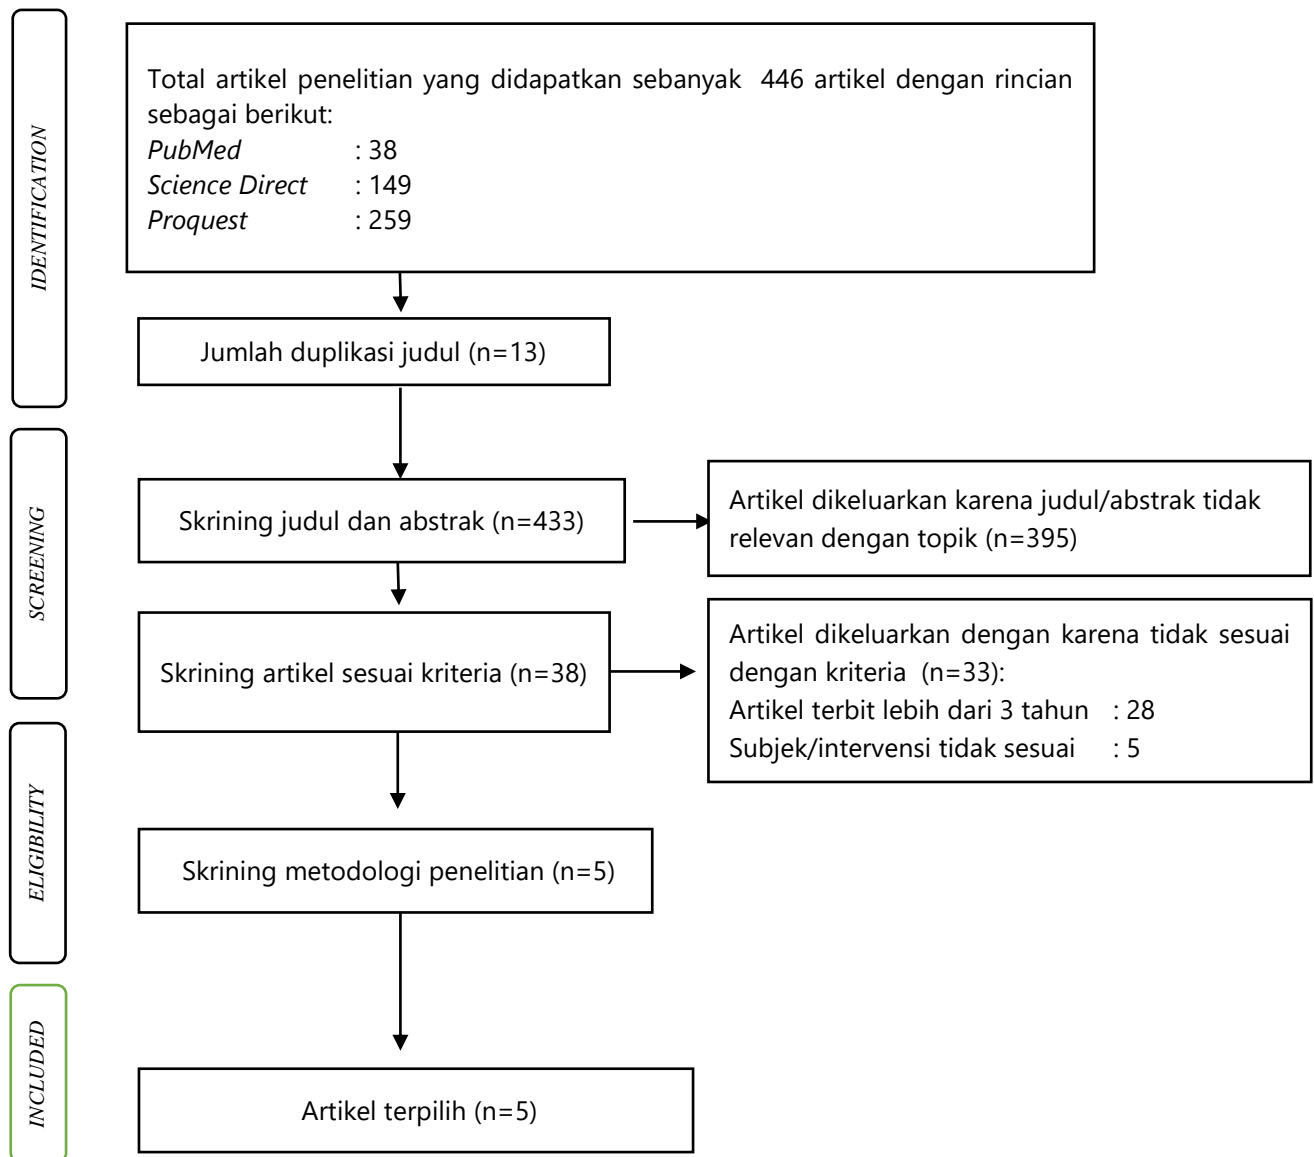 IDENTIFICATION
Total artikel penelitian yang didapatkan sebanyak 446 artikel dengan rincian
sebagai berikut:
PubMed : 38
Science Direct : 149
Proquest : 259
Jumlah duplikasi judul (n=13)
SCREENING
Skrining judul dan abstrak (n=433)
Artikel dikeluarkan karena judul/abstrak tidak
relevan dengan topik (n=395)
Skrining artikel sesuai kriteria (n=38)
Artikel dikeluarkan dengan karena tidak sesuai
dengan kriteria (n=33):
Artikel terbit lebih dari 3 tahun : 28
Subjek/intervensi tidak sesuai : 5
ELIGIBILITY
Skrining metodologi penelitian (n=5)
INCLUDED
Artikel terpilih (n=5)